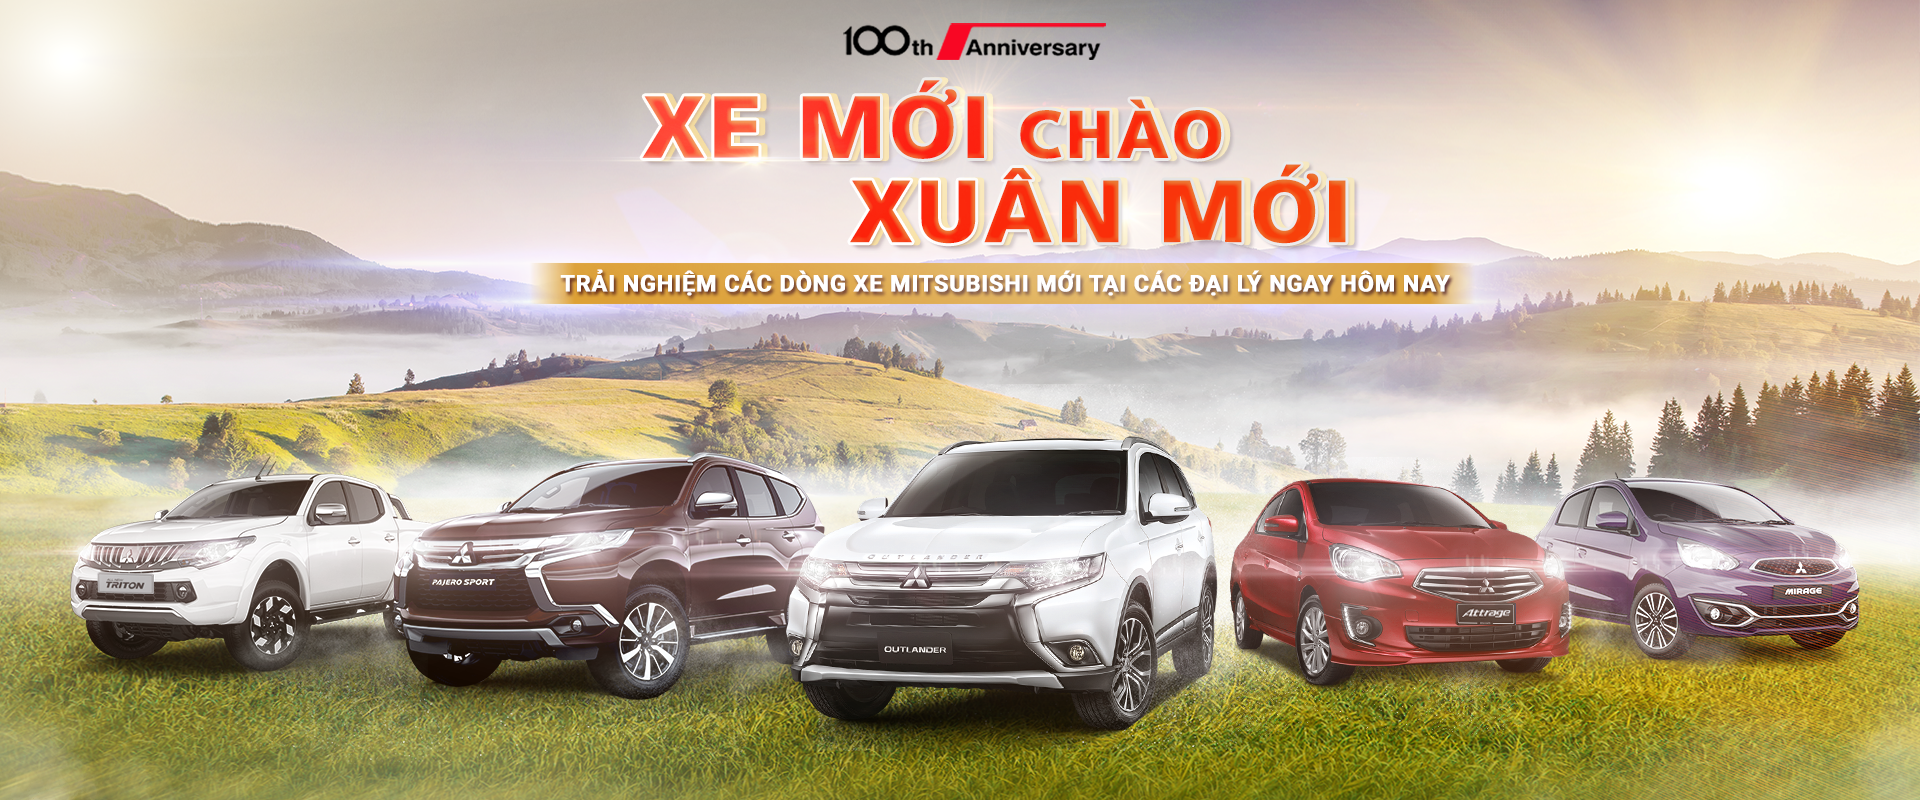 100th Anniversary
XE MỚI CHÀO
XUÂN MỚI
TRẢI NGHIỆM CÁC DÒNG XE MITSUBISHI MỚI TẠI CÁC ĐẠI LÝ NGAY HÔM NAY
TRITON
PAJERO SPORT
OUTLANDER
OUTLANDER
Attrage
MIRAGE